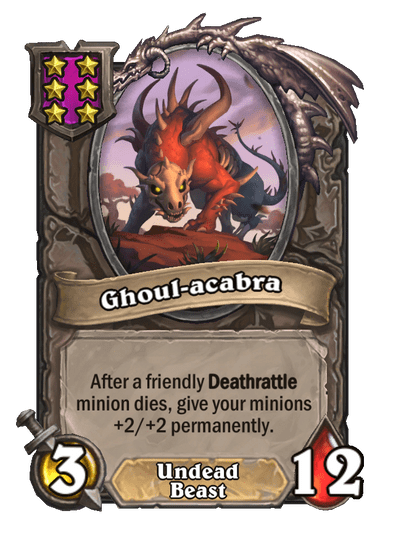 Ghoul-acabra
After a friendly Deathrattle
minion dies, give your minions
+2/+2 permanently.
3
Undead
Beast
12